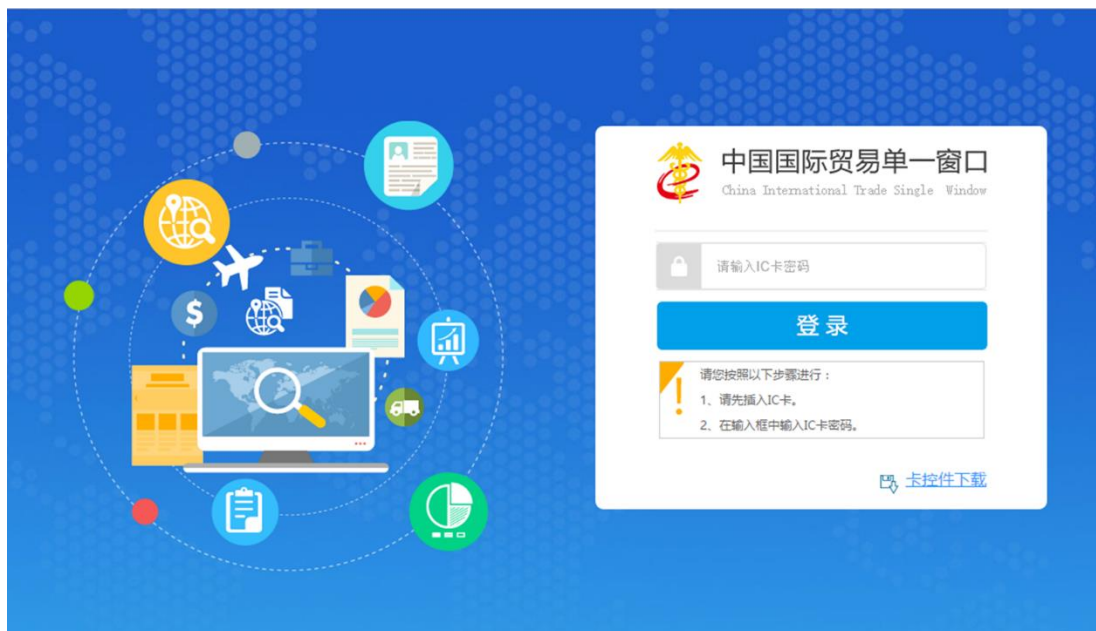 中国国际贸易单一窗口
China International Trade Single Window
请输入IC卡密码
登录
请您按照以下步骤进行：
1、请先插入IC卡。
2、在输入框中输入IC卡密码。
卡控件下载
$